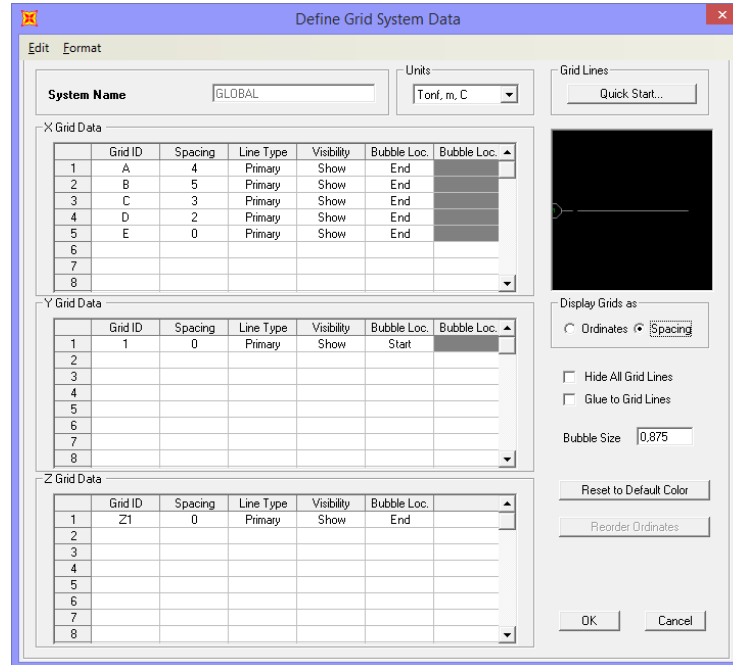 Define Grid System Data
×
Edit Format
System Name GLOBAL
Units
Tonf, m, C
Grid Lines
Quick Start...
X Grid Data
Grid ID Spacing Line Type Visibility Bubble Loc. Bubble Loc.
1 A 4 Primary Show End
2 B 5 Primary Show End
3 C 3 Primary Show End
4 D 2 Primary Show End
5 E 0 Primary Show End
6
7
8
Y Grid Data
Grid ID Spacing Line Type Visibility Bubble Loc. Bubble Loc.
1 1 0 Primary Show Start
2
3
4
5
6
7
8
Display Grids as
Ordinates Spacing
Hide All Grid Lines
Glue to Grid Lines
Bubble Size 0,875
Z Grid Data
Grid ID Spacing Line Type Visibility Bubble Loc.
1 Z1 0 Primary Show End
2
3
4
5
6
7
8
Reset to Default Color
Reorder Ordinates
OK Cancel